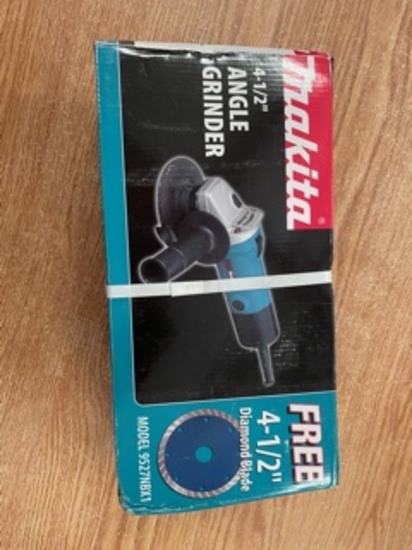 makita®
4-1/2"
ANGLE
GRINDER
FREE
4-1/2"
Diamond Blade
MODEL 9527NBX1